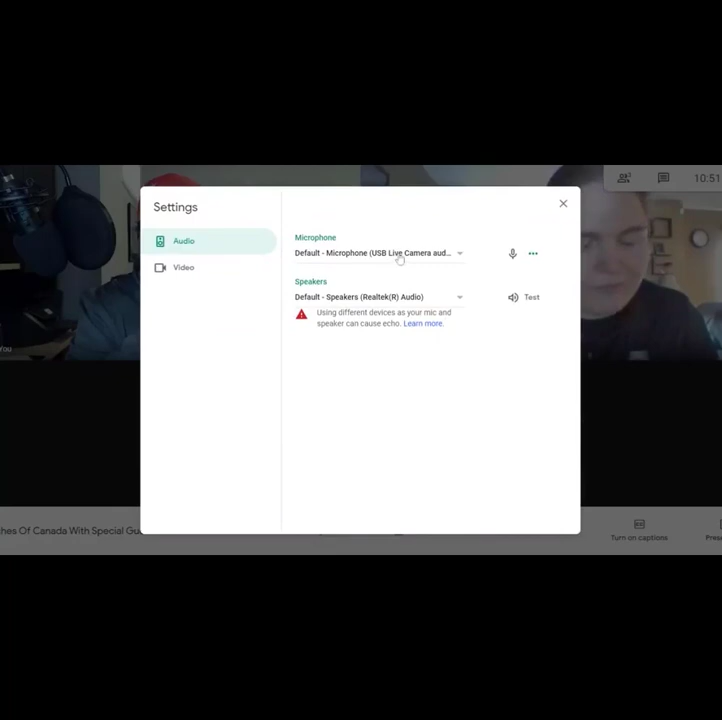 10:51
Settings
Audio
Video
Microphone
Default - Microphone (USB Live Camera aud...
Speakers
Default - Speakers (Realtek(R) Audio)
Test
Using different devices as your mic and
speaker can cause echo. Learn more.
You
hes Of Canada With Special Gu
Turn on captions
Pres